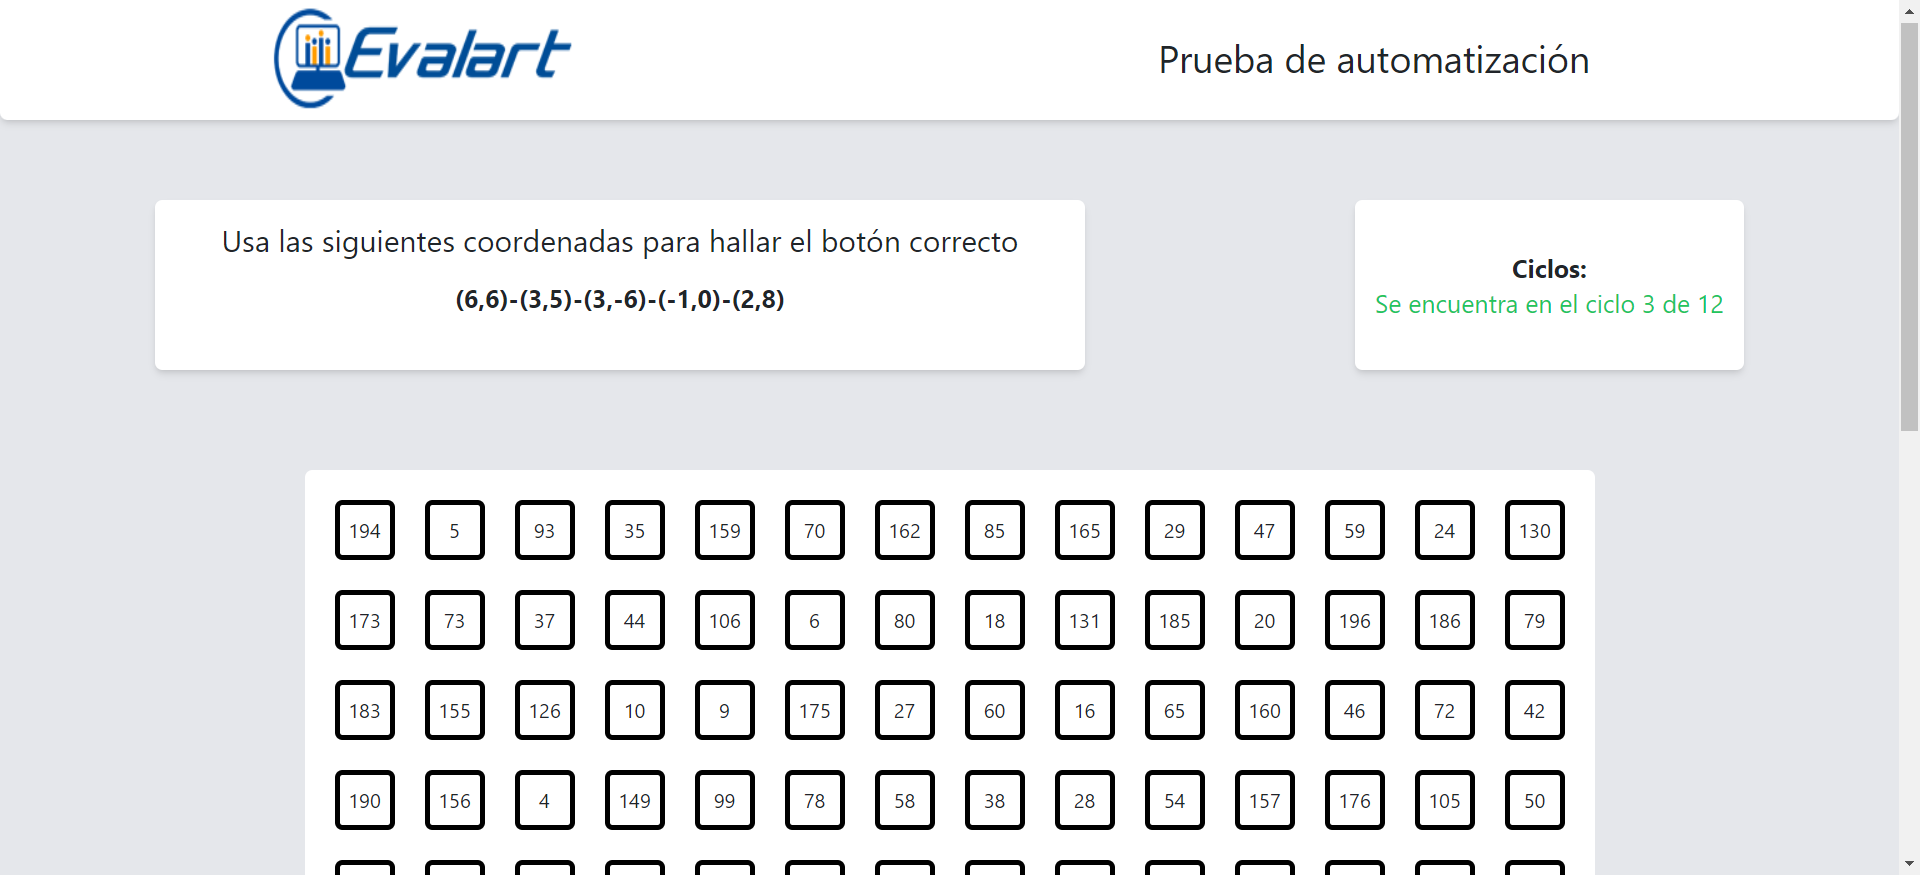 Evalart
Prueba de automatización
Usa las siguientes coordenadas para hallar el botón correcto
(6,6)-(3,5)-(3,-6)-(-1,0)-(2,8)
Ciclos:
Se encuentra en el ciclo 3 de 12
194 5 93 35 159 70 162 85 165 29 47 59 24 130
173 73 37 44 106 6 80 18 131 185 20 196 186 79
183 155 126 10 9 175 27 60 16 65 160 46 72 42
190 156 4 149 99 78 58 38 28 54 157 176 105 50